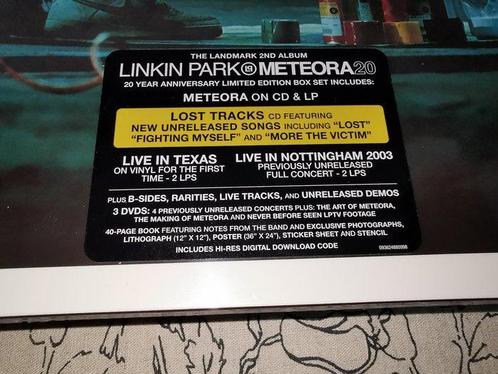 THE LANDMARK 2ND ALBUM
LINKIN PARK METEORA20
20 YEAR ANNIVERSARY LIMITED EDITION BOX SET INCLUDES:
METEORA ON CD & LP
LOST TRACKS CD FEATURING
NEW UNRELEASED SONGS INCLUDING "LOST"
"FIGHTING MYSELF" AND "MORE THE VICTIM"
LIVE IN TEXAS
ON VINYL FOR THE FIRST
TIME - 2 LPS
LIVE IN NOTTINGHAM 2003
PREVIOUSLY UNRELEASED
FULL CONCERT - 2 LPS
PLUS B-SIDES, RARITIES, LIVE TRACKS, AND UNRELEASED DEMOS
3 DVDS: 4 PREVIOUSLY UNRELEASED CONCERTS PLUS: THE ART OF METEORA,
THE MAKING OF METEORA AND NEVER BEFORE SEEN LPTV FOOTAGE
40-PAGE BOOK FEATURING NOTES FROM THE BAND AND EXCLUSIVE PHOTOGRAPHS,
LITHOGRAPH (12" X 12"), POSTER (36" X 24"), STICKER SHEET AND STENCIL
INCLUDES HI-RES DIGITAL DOWNLOAD CODE